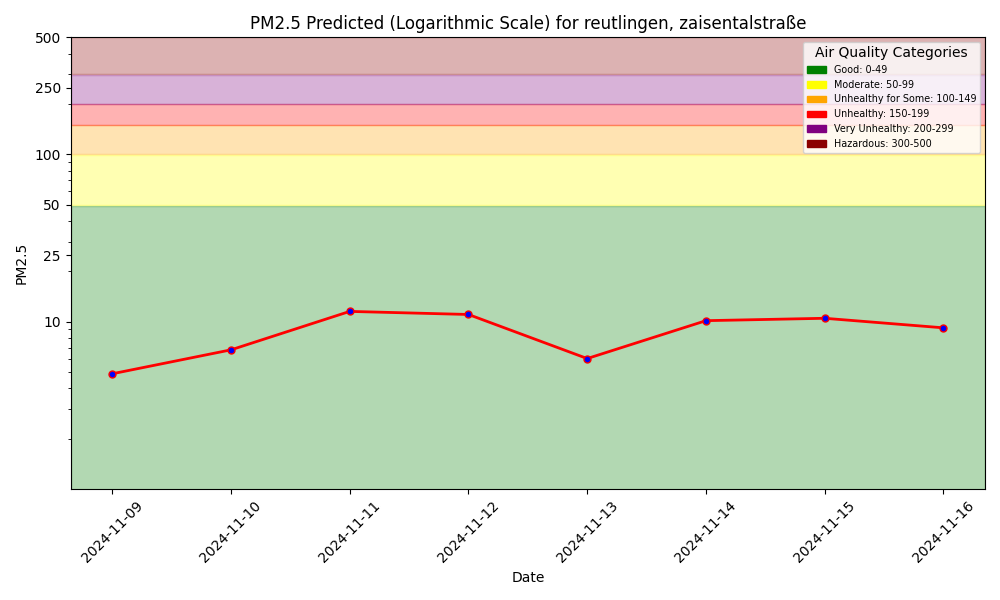 PM2.5 Predicted (Logarithmic Scale) for reutlingen, zaisentalstraße
500
250
100
50
25
10
PM2.5
Air Quality Categories
Good: 0-49
Moderate: 50-99
Unhealthy for Some: 100-149
Unhealthy: 150-199
Very Unhealthy: 200-299
Hazardous: 300-500
2024-11-09
2024-11-10
2024-11-11
2024-11-12
2024-11-13
2024-11-14
2024-11-15
2024-11-16
Date